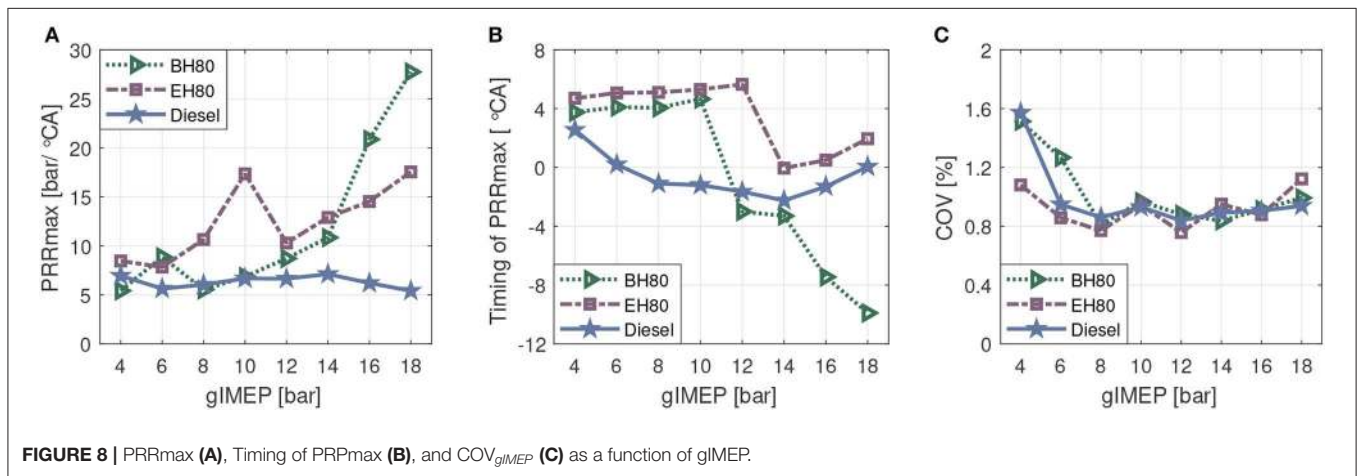 A
PRRmax [bar/ °CA]
30
25
20
15
10
5
0
BH80
EH80
Diesel
4 6 8 10 12 14 16 18
gIMEP [bar]
B
Timing of PRRmax [ °CA]
8
4
0
-4
-8
-12
BH80
EH80
Diesel
4 6 8 10 12 14 16 18
gIMEP [bar]
C
COV [%]
2
1.6
1.2
0.8
0.4
0
BH80
EH80
Diesel
4 6 8 10 12 14 16 18
gIMEP [bar]
FIGURE 8 | PRRmax (A), Timing of PRPmax (B), and COVgIMEP (C) as a function of gIMEP.